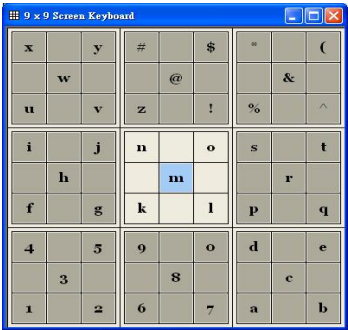 9 x 9 Screen Keyboard
x y # $ * (
w @ &
u v z ! % ^
i j n o s t
h m r
f g k l p q
4 5 9 0 d e
3 8 c
1 2 6 7 a b